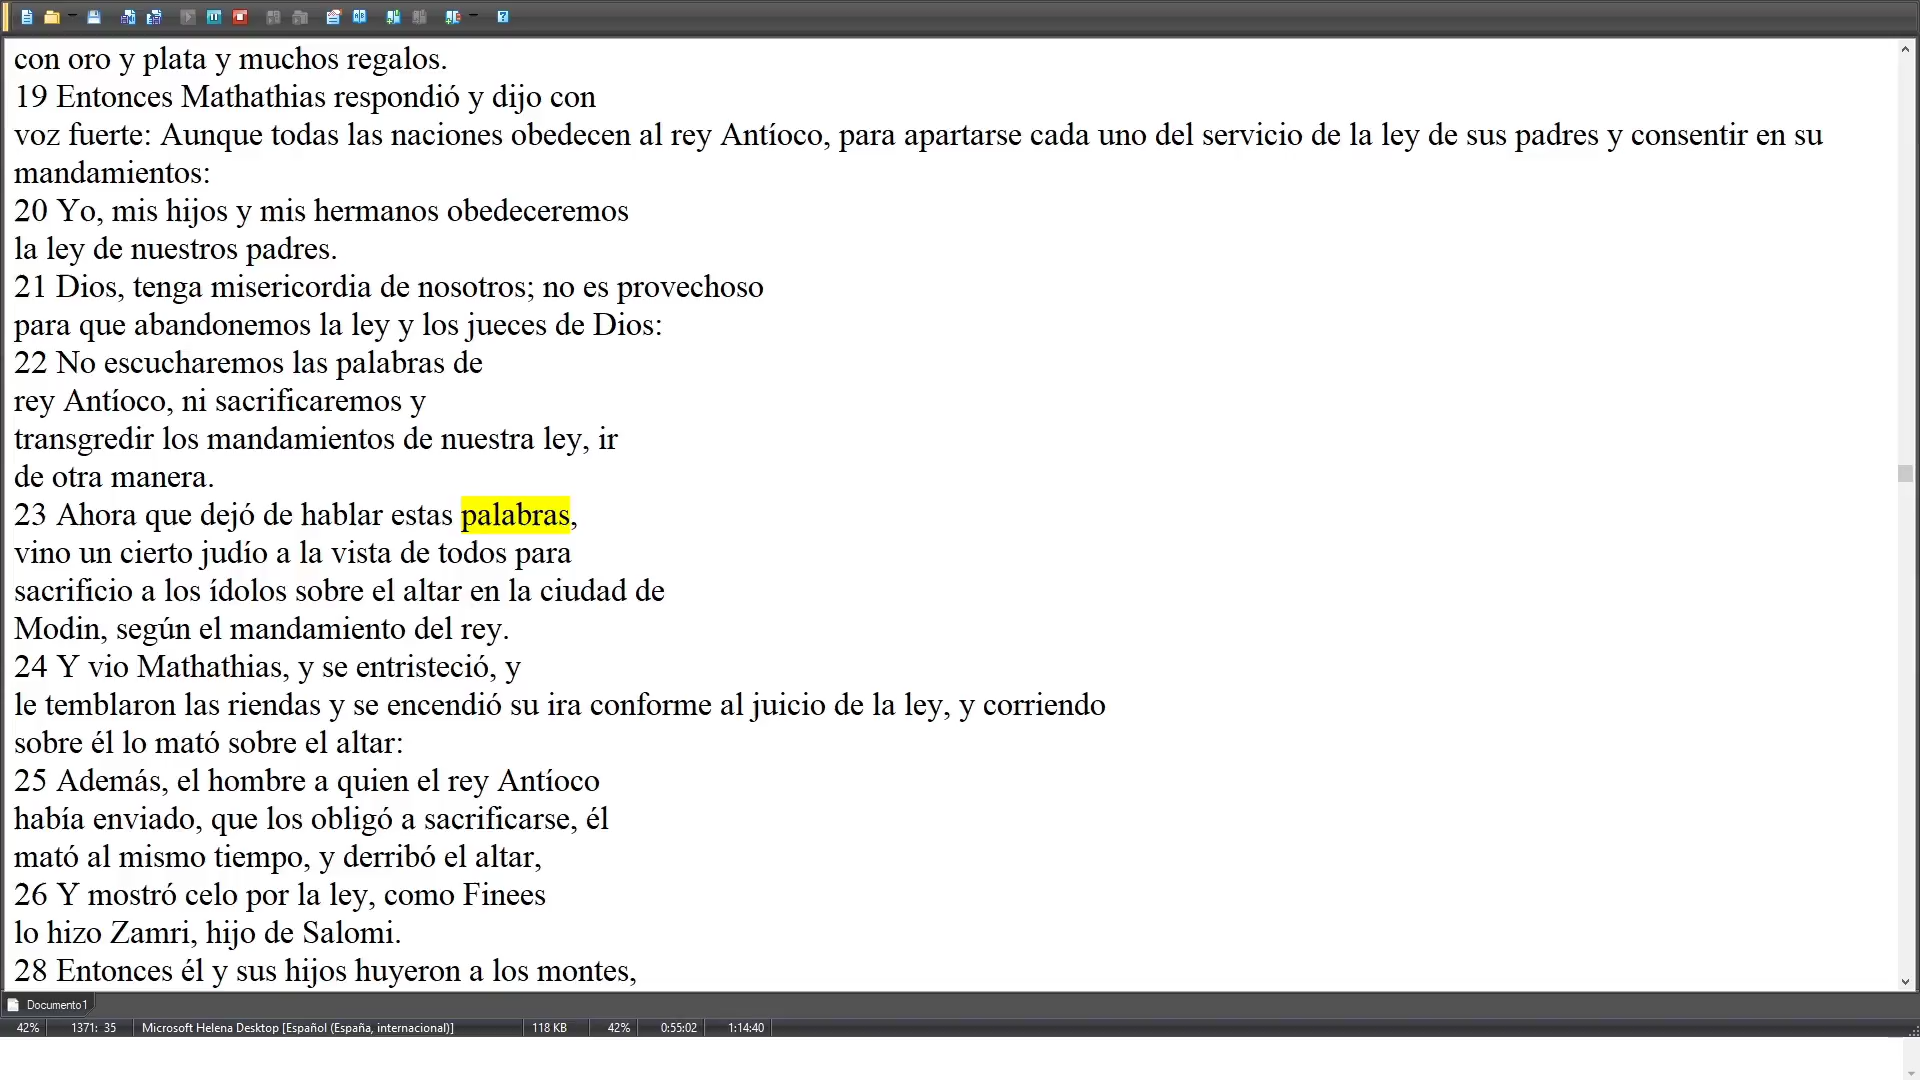 con oro y plata y muchos regalos.
19 Entonces Mathathias respondió y dijo con
voz fuerte: Aunque todas las naciones obedecen al rey Antíoco, para apartarse cada uno del servicio de la ley de sus padres y consentir en su
mandamientos:
20 Yo, mis hijos y mis hermanos obedeceremos
la ley de nuestros padres.
21 Dios, tenga misericordia de nosotros; no es provechoso
para que abandonemos la ley y los jueces de Dios:
22 No escucharemos las palabras de
rey Antíoco, ni sacrificaremos y
transgredir los mandamientos de nuestra ley, ir
de otra manera.
23 Ahora que dejó de hablar estas palabras,
vino un cierto judío a la vista de todos para
sacrificio a los ídolos sobre el altar en la ciudad de
Modin, según el mandamiento del rey.
24 Y vio Mathathias, y se entristeció, y
le temblaron las riendas y se encendió su ira conforme al juicio de la ley, y corriendo
sobre él lo mató sobre el altar:
25 Además, el hombre a quien el rey Antíoco
había enviado, que los obligó a sacrificarse, él
mató al mismo tiempo, y derribó el altar,
26 Y mostró celo por la ley, como Finees
lo hizo Zamri, hijo de Salomi.
28 Entonces él y sus hijos huyeron a los montes,
Documento1
42% 1371: 35 Microsoft Helena Desktop [Español (España, internacional)] 118 KB 42% 0:55:02 1:14:40